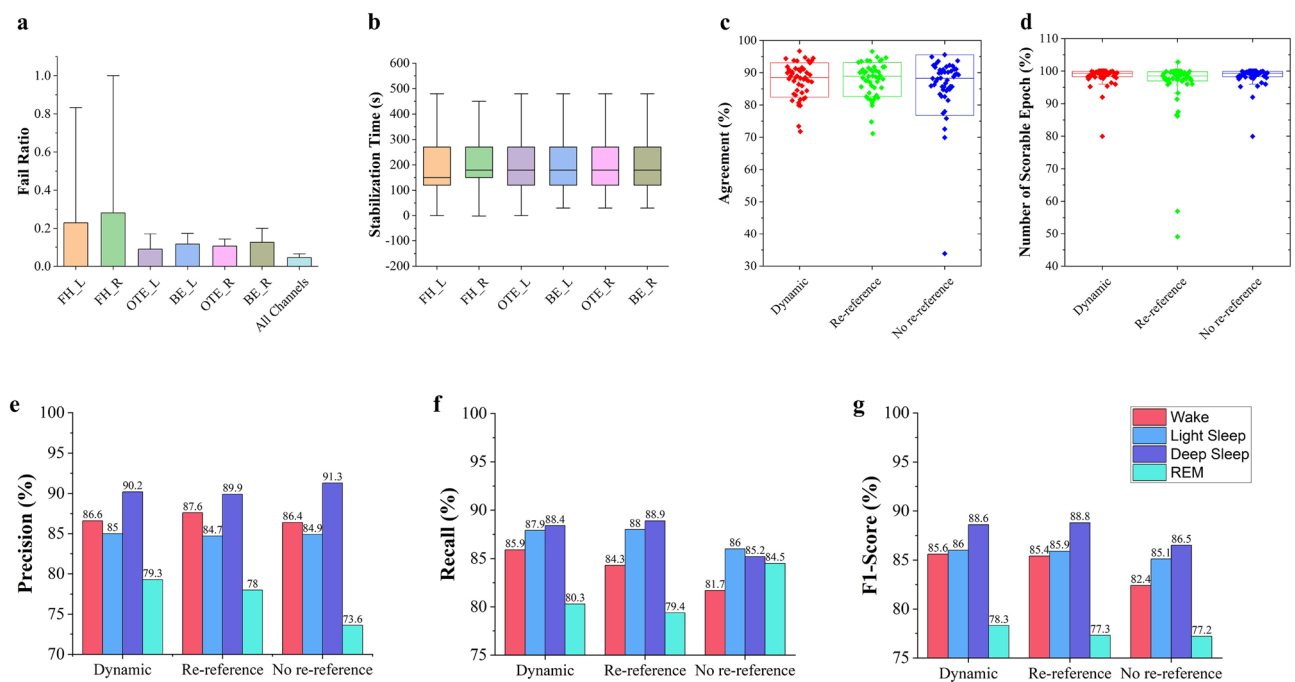 a
Fail Ratio
1.0
0.8
0.6
0.4
0.2
0.0
FH_L
FH_R
OTE_L
BE_L
OTE_R
BE_R
All Channels
b
Stabilization Time (s)
600
500
400
300
200
100
0
-100
-200
FH_L
FH_R
OTE_L
BE_L
OTE_R
BE_R
c
Agreement (%)
100
90
80
70
60
50
40
30
Dynamic
Re-reference
No re-reference
d
Number of Scorable Epoch (%)
110
100
90
80
70
60
50
40
Dynamic
Re-reference
No re-reference
e
Precision (%)
100
95
90
85
80
75
70
86.6
85
90.2
79.3
87.6
84.7
89.9
78
86.4
84.9
91.3
73.6
Dynamic
Re-reference
No re-reference
f
Recall (%)
100
95
90
85
80
75
85.9
87.9
88.4
80.3
84.3
88
88.9
79.4
81.7
86
85.2
84.5
Dynamic
Re-reference
No re-reference
g
F1-Score (%)
100
95
90
85
80
75
Wake
Light Sleep
Deep Sleep
REM
85.6
86
88.6
78.3
85.4
85.9
88.8
77.3
82.4
85.1
86.5
77.2
Dynamic
Re-reference
No re-reference